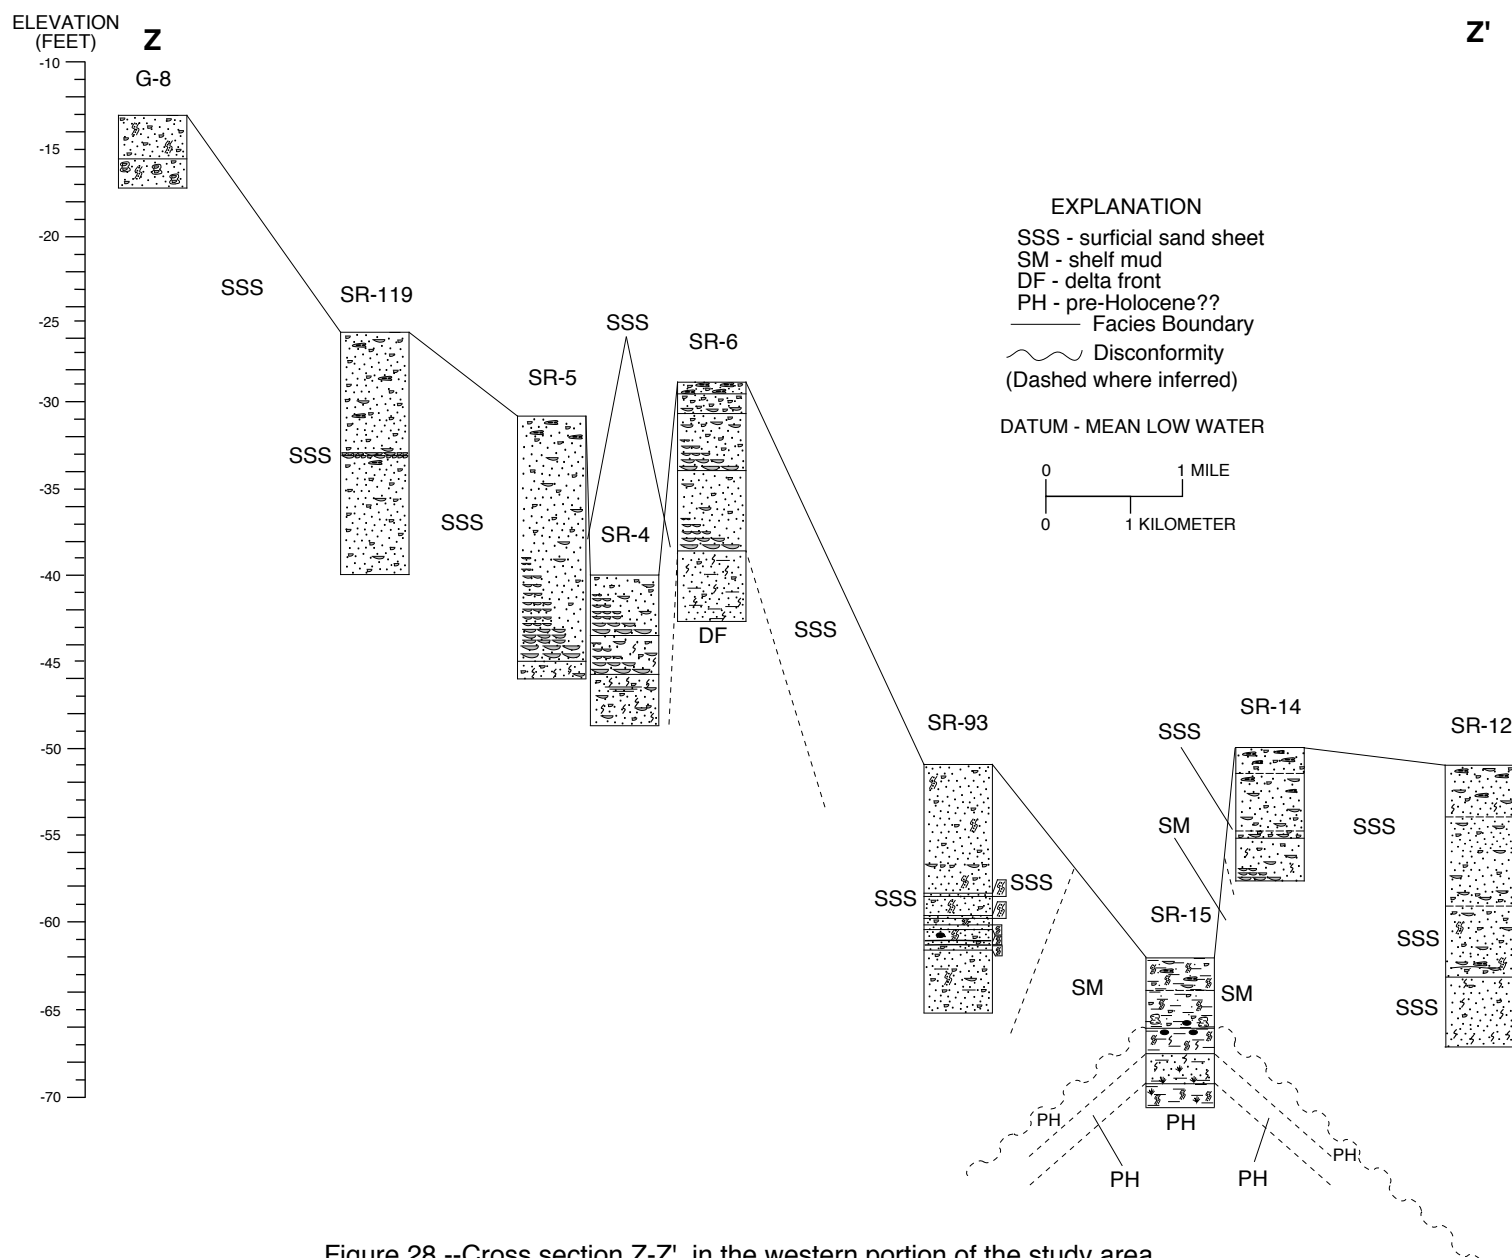 ELEVATION
(FEET)
Z
Z'
-10
G-8
-15
-20
SSS
SR-119
-25
SSS
SR-6
SR-5
-30
SSS
-35
SSS
SR-4
-40
DF
SSS
-45
SR-93
SR-14
SR-12
SSS
-50
SM
SSS
-55
SSS
SSS
SR-15
-60
SSS
SM
SM
SSS
-65
-70
PH
PH
PH
PH
PH
EXPLANATION
SSS - surficial sand sheet
SM - shelf mud
DF - delta front
PH - pre-Holocene??
Facies Boundary
Disconformity
(Dashed where inferred)
DATUM - MEAN LOW WATER
0 1 MILE
0 1 KILOMETER
Figure 28.--Cross section Z-Z', in the western portion of the study area